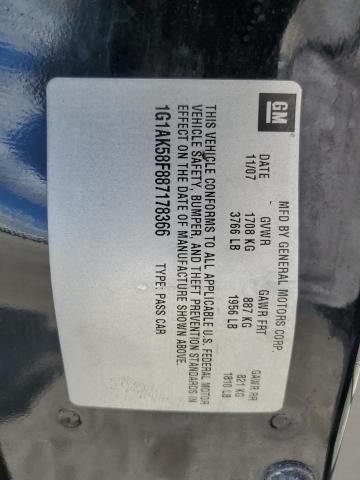 GM
MFD BY GENERAL MOTORS CORP.
DATE GVWR GAWR FRT GAWR RR
11/07 1708 KG 887 KG 821 KG
3766 LB 1956 LB 1810 LB
THIS VEHICLE CONFORMS TO ALL APPLICABLE U.S. FEDERAL MOTOR
VEHICLE SAFETY, BUMPER, AND THEFT PREVENTION STANDARDS IN
EFFECT ON THE DATE OF MANUFACTURE SHOWN ABOVE.
1G1AK58F887178366 TYPE: PASS CAR